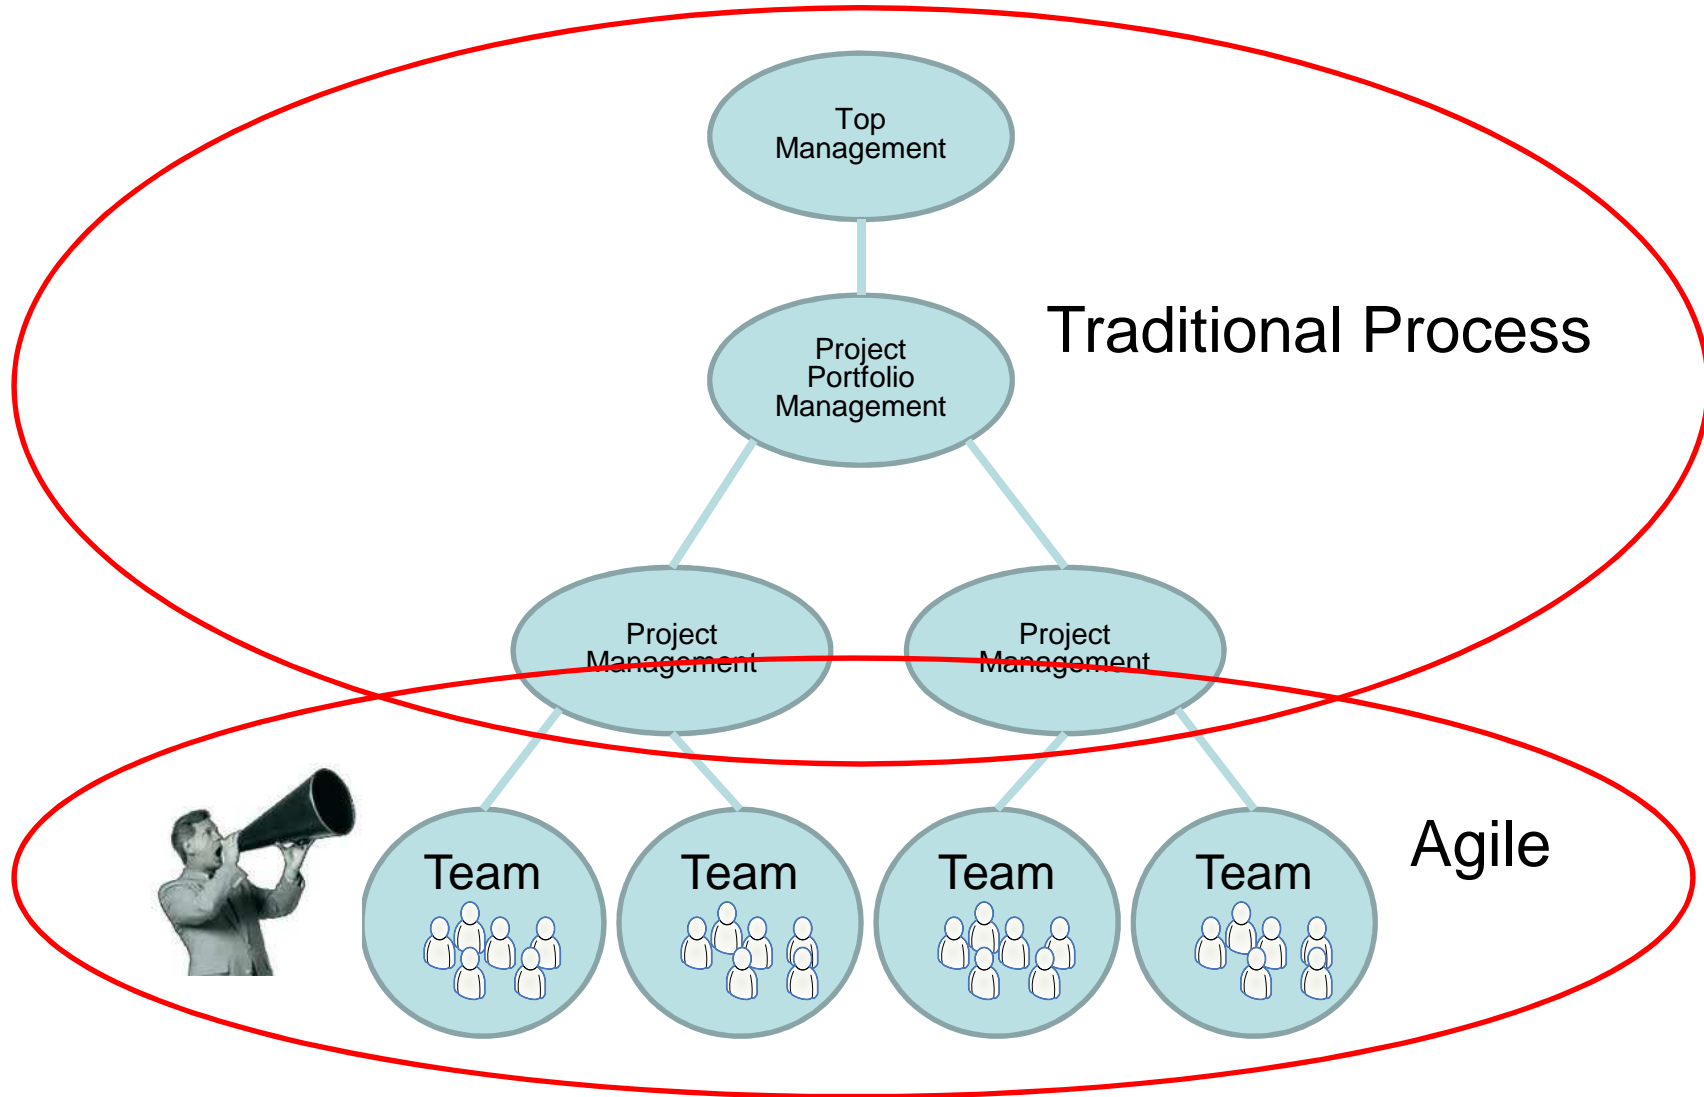 Top
Management
Traditional Process
Project
Portfolio
Management
Project
Management
Project
Management
Agile
Team
Team
Team
Team